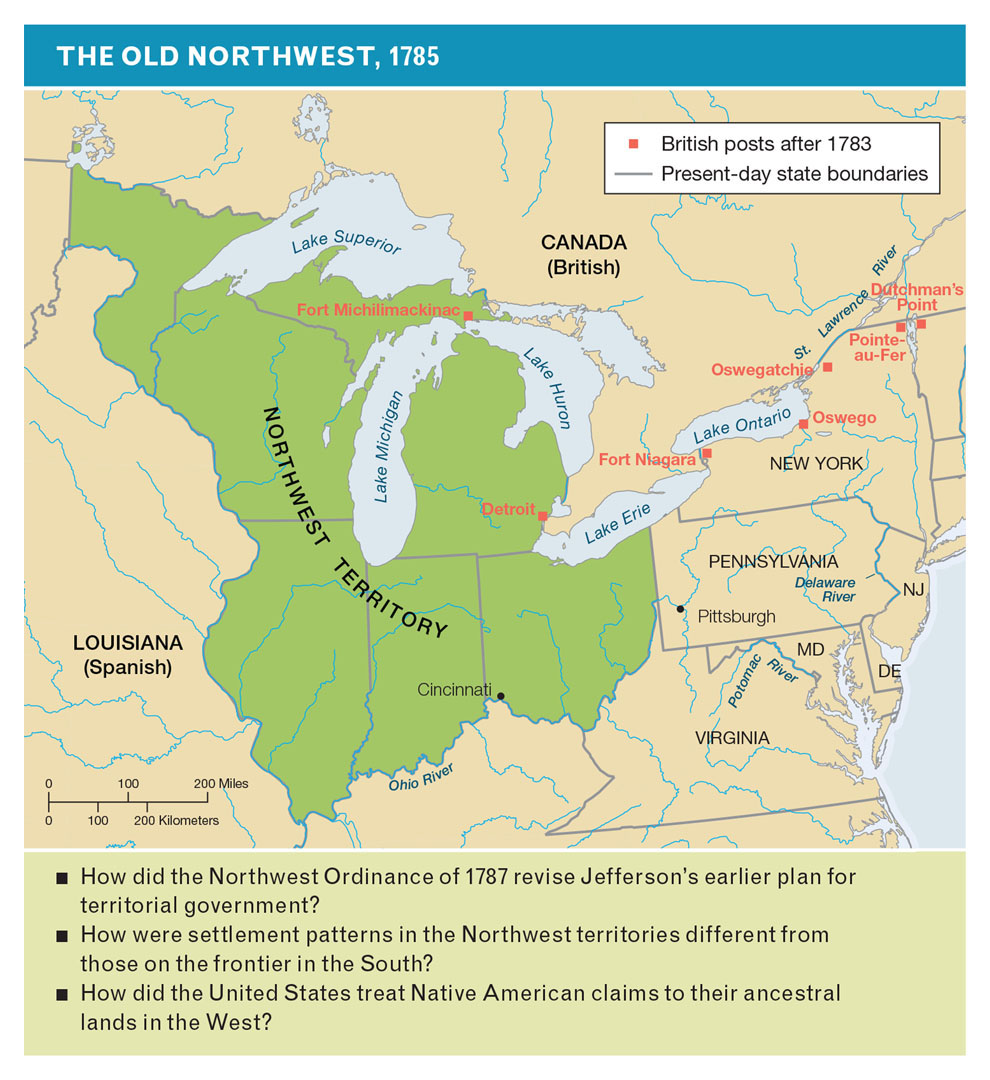 THE OLD NORTHWEST, 1785
British posts after 1783
Present-day state boundaries
Lake Superior
CANADA
(British)
St. Lawrence River
Dutchman's
Point
Fort Michilimackinac
Pointe-
au-Fer
Oswegatchie
Lake Huron
Lake Michigan
Lake Ontario
Oswego
NORTHWEST TERRITORY
Fort Niagara
NEW YORK
Detroit
Lake Erie
PENNSYLVANIA
Delaware
River
NJ
Pittsburgh
LOUISIANA
(Spanish)
MD
Potomac
River
DE
Cincinnati
VIRGINIA
Ohio River
0 100 200 Miles
0 100 200 Kilometers
■ How did the Northwest Ordinance of 1787 revise Jefferson's earlier plan for
territorial government?
■ How were settlement patterns in the Northwest territories different from
those on the frontier in the South?
■ How did the United States treat Native American claims to their ancestral
lands in the West?